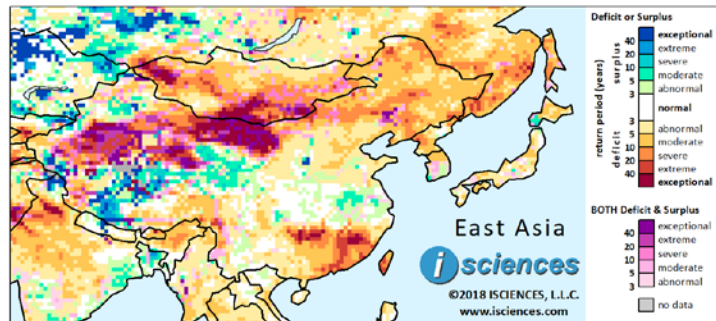 Deficit or Surplus
return period (years)
surplus
deficit
40
20
10
5
3
3
5
10
20
40
exceptional
extreme
severe
moderate
abnormal
normal
abnormal
moderate
severe
extreme
exceptional
BOTH Deficit & Surplus
40
20
10
5
3
exceptional
extreme
severe
moderate
abnormal
no data
East Asia
i sciences
©2018 ISCIENCES, L.L.C.
www.isciences.com